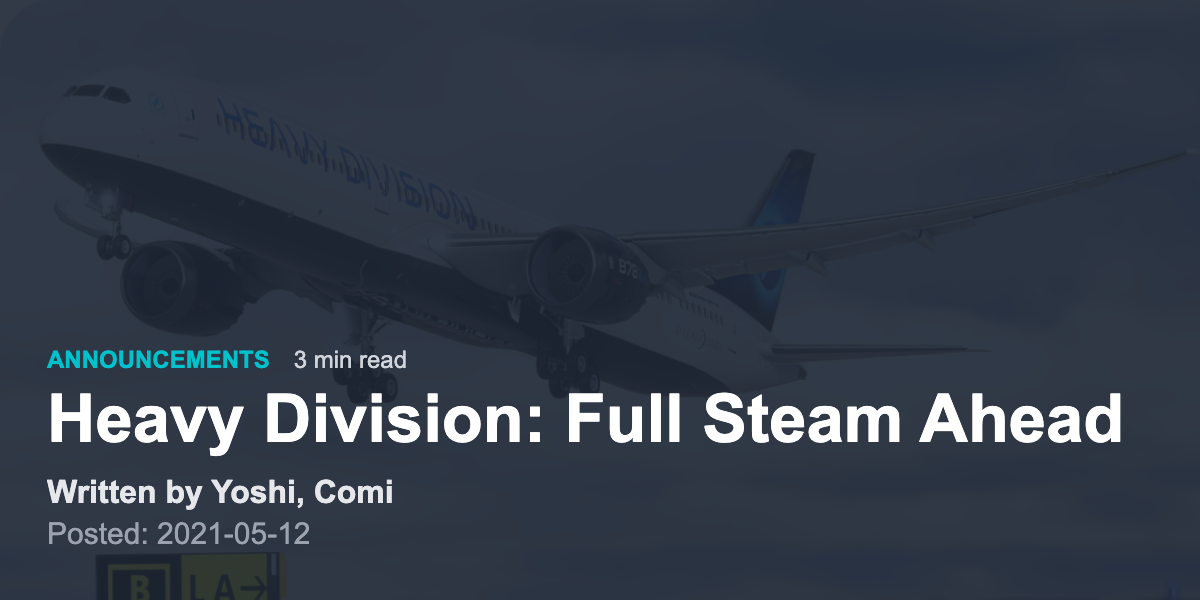 HEAVY DIVISION
B78
ANNOUNCEMENTS 3 min read
Heavy Division: Full Steam Ahead
Written by Yoshi, Comi
Posted: 2021-05-12
B LA→